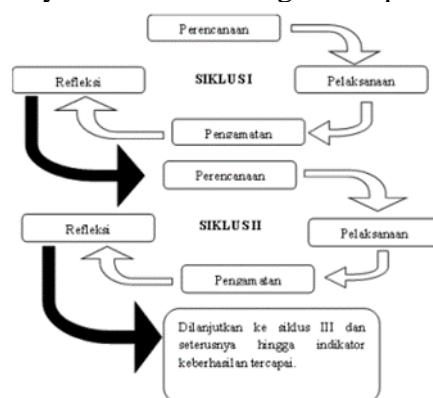 Perencanaan
Refleksi
SIKLUS I
Pelaksanaan
Pengamatan
Perencanaan
Refleksi
SIKLUS II
Pelaksanaan
Pengamatan
Dilanjutkan ke siklus III dan
seterusnya hingga indikator
keberhasilan tercapai.